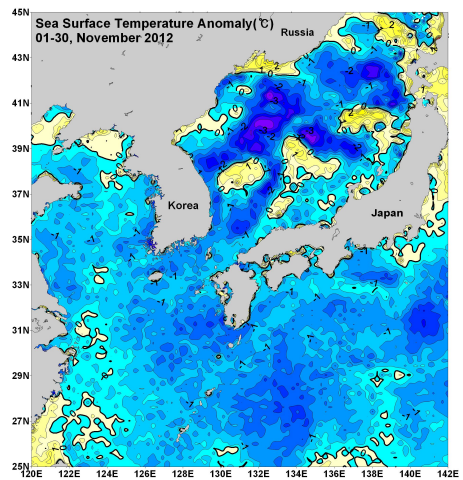 Sea Surface Temperature Anomaly(℃)
01-30, November 2012
Russia
Korea
Japan
45N
43N
41N
39N
37N
35N
33N
31N
29N
27N
25N
120E 122E 124E 126E 128E 130E 132E 134E 136E 138E 140E 142E